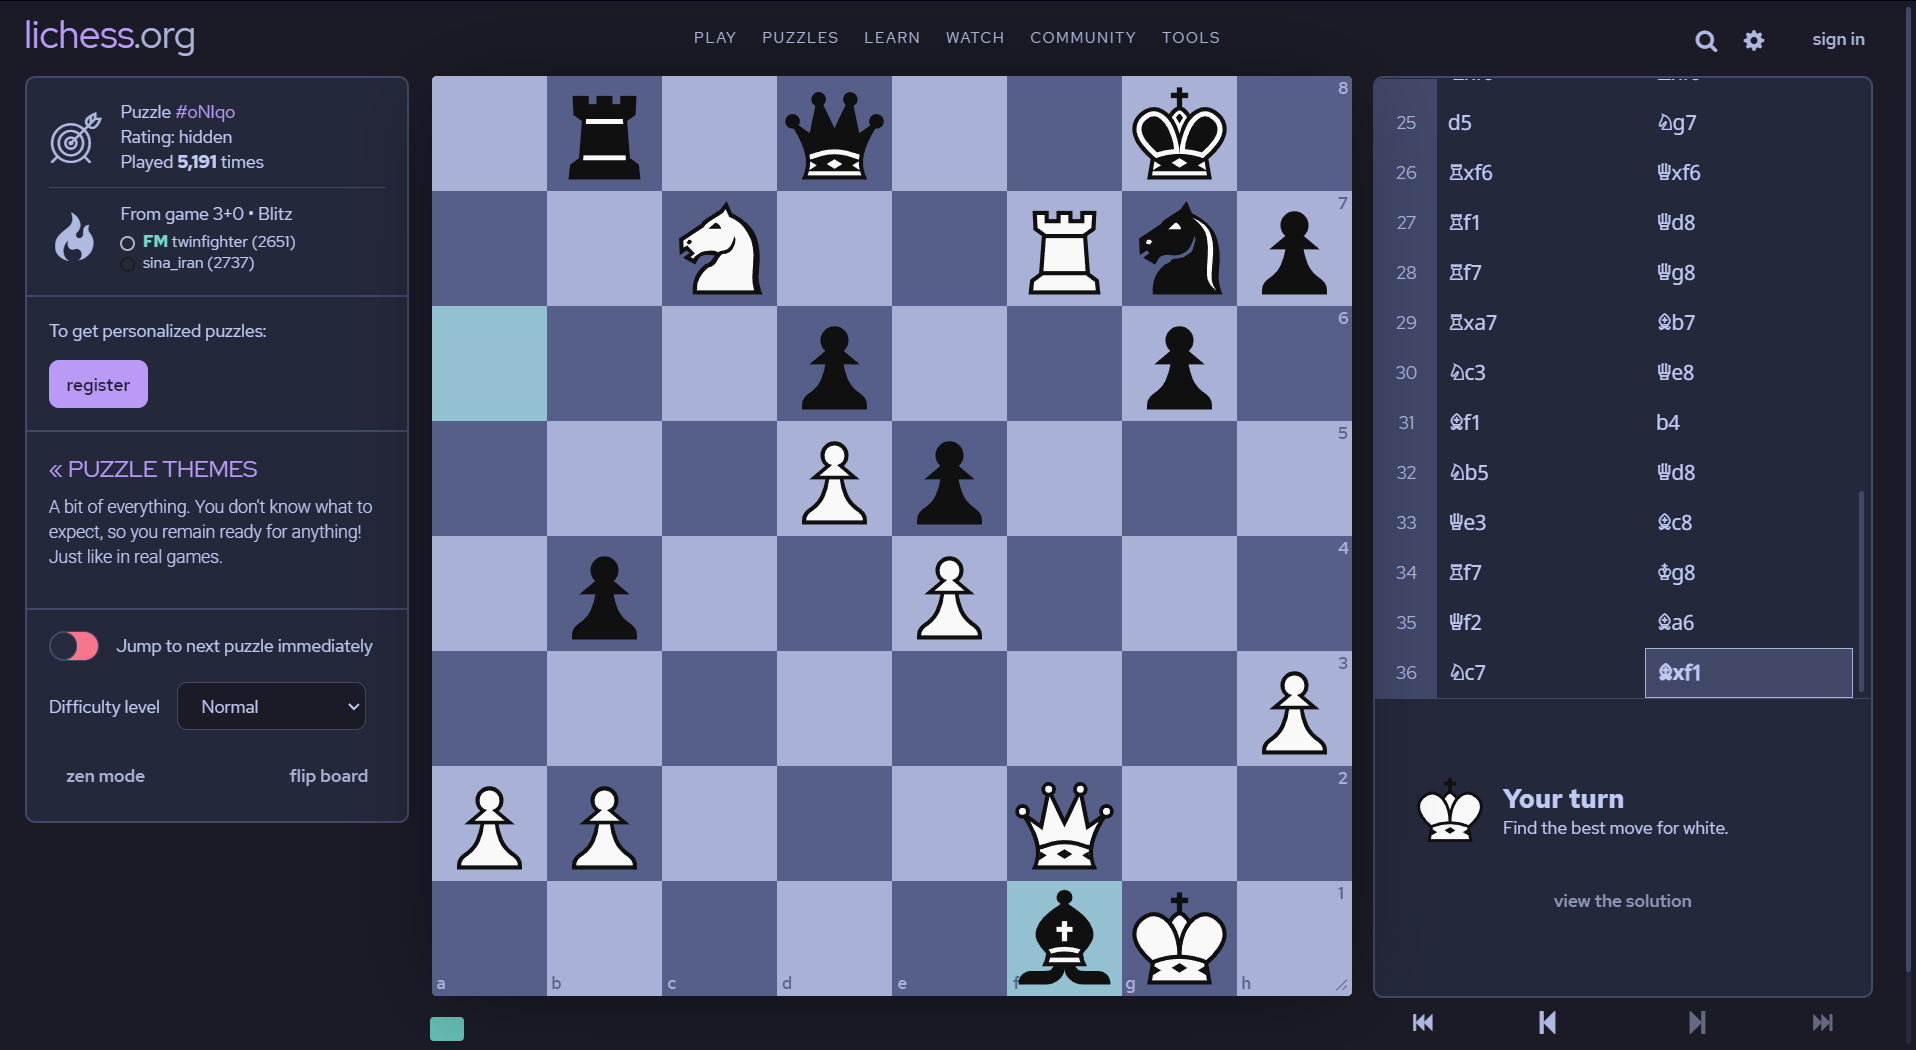 lichess.org
PLAY PUZZLES LEARN WATCH COMMUNITY TOOLS
sign in
Puzzle #oNIqo
Rating: hidden
Played 5,191 times
From game 3+0 • Blitz
FM twinfighter (2651)
sina_iran (2737)
To get personalized puzzles:
register
« PUZZLE THEMES
A bit of everything. You don't know what to
expect, so you remain ready for anything!
Just like in real games.
Jump to next puzzle immediately
Difficulty level Normal
zen mode flip board
8
7
6
5
4
3
2
1
a b c d e f g h
25 d5 ♘g7
26 ♖xf6 ♕xf6
27 ♖f1 ♕d8
28 ♖f7 ♕g8
29 ♖xa7 ♗b7
30 ♘c3 ♕e8
31 ♗f1 b4
32 ♘b5 ♕d8
33 ♕e3 ♗c8
34 ♖f7 ♔g8
35 ♕f2 ♗a6
36 ♘c7 ♗xf1
Your turn
Find the best move for white.
view the solution